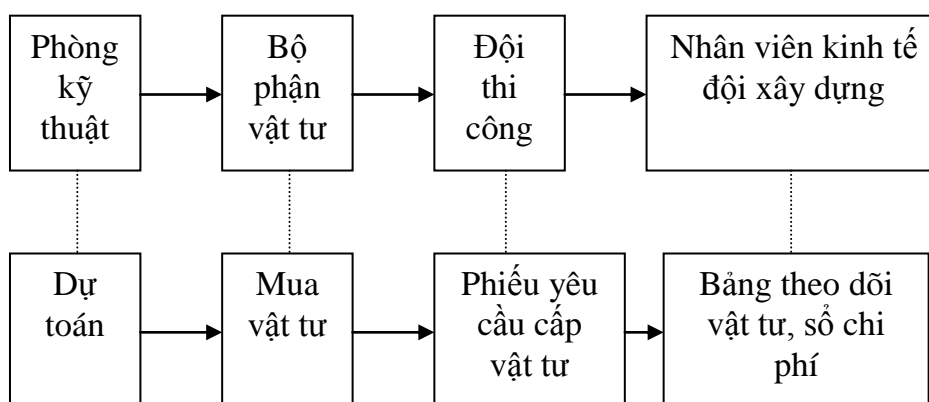 Phòng
kỹ
thuật
Bộ
phận
vật tư
Đội
thi
công
Nhân viên kinh tế
đội xây dựng
Dự
toán
Mua
vật tư
Phiếu yêu
cầu cấp
vật tư
Bảng theo dõi
vật tư, sổ chi
phí